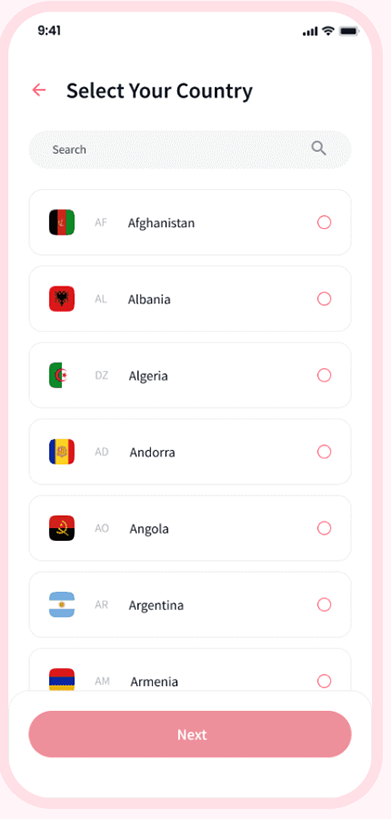 9:41
Select Your Country
Search
AF Afghanistan
AL Albania
DZ Algeria
AD Andorra
AO Angola
AR Argentina
AM Armenia
Next